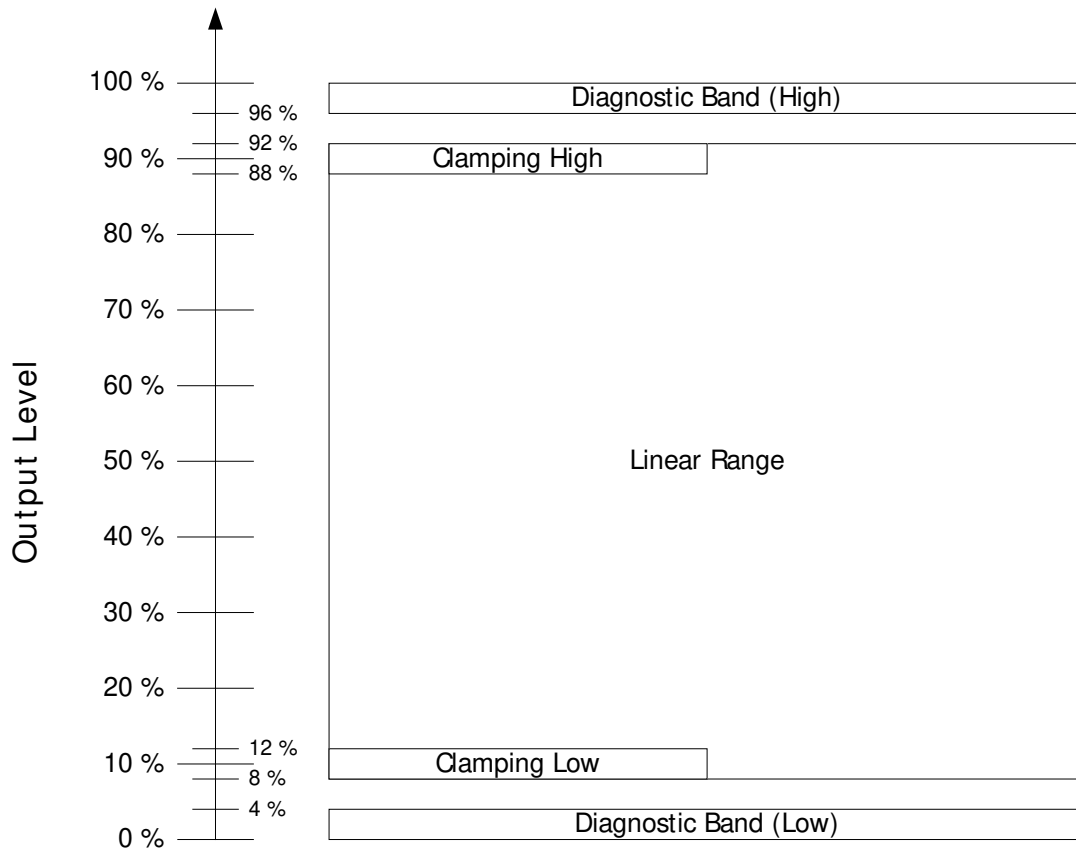 100 %
Diagnostic Band (High)
96 %
92 %
90 %
Clamping High
88 %
80 %
70 %
60 %
50 %
Linear Range
40 %
30 %
20 %
12 %
10 %
Clamping Low
8 %
4 %
Diagnostic Band (Low)
0 %
Output Level